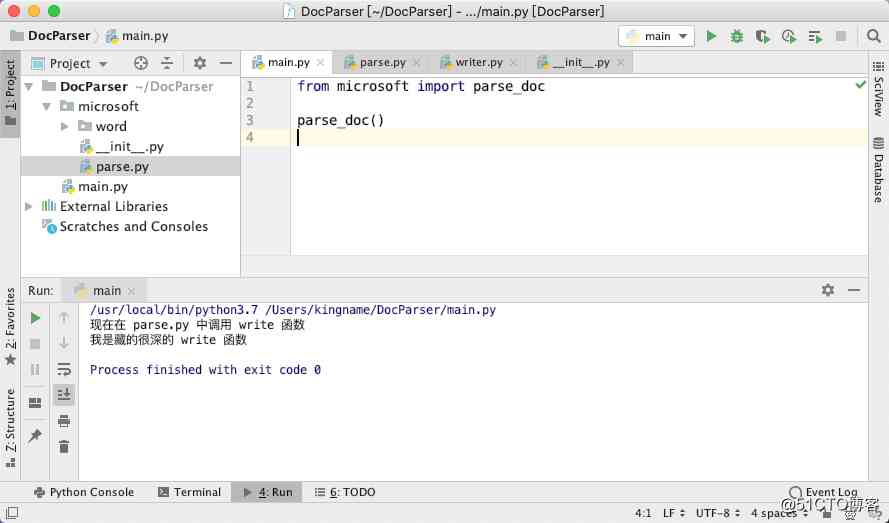 DocParser [~/DocParser] - .../main.py [DocParser]
DocParser main.py
main
1: Project
Project
main.py parse.py writer.py __init__.py
DocParser ~/DocParser
microsoft
word
__init__.py
parse.py
main.py
External Libraries
Scratches and Consoles
1 from microsoft import parse_doc
2
3 parse_doc()
4
SciView
Database
Run: main
/usr/local/bin/python3.7 /Users/kingname/DocParser/main.py
现在在 parse.py 中调用 write 函数
我是藏的很深的 write 函数
Process finished with exit code 0
2: Favorites
Z: Structure
Python Console Terminal 4: Run 6: TODO Event Log
4:1 LF UTF-8 4 spaces
@51CTO博客